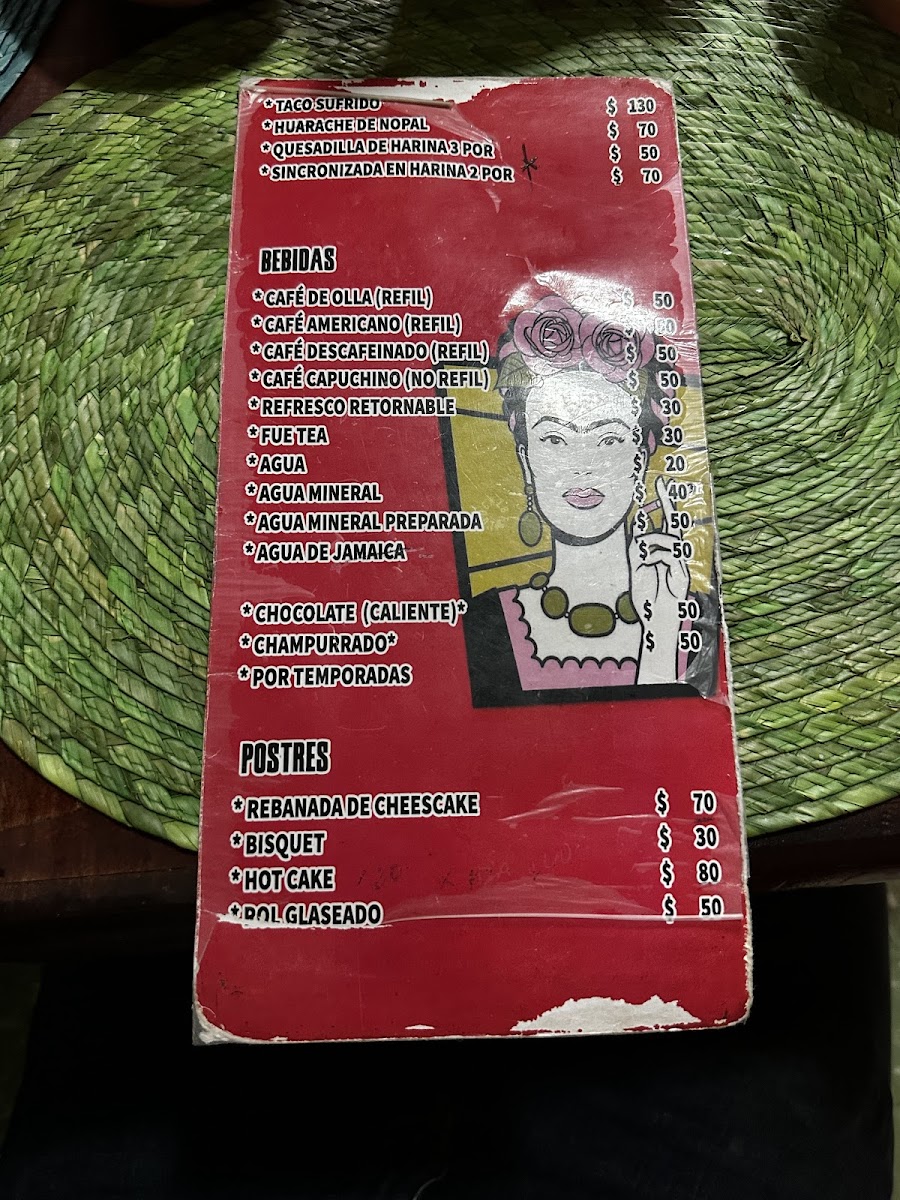 *TACO SUFRIDO $ 130
*HUARACHE DE NOPAL $ 70
*QUESADILLA DE HARINA 3 POR $ 50
*SINCRONIZADA EN HARINA 2 POR $ 70
BEBIDAS
*CAFÉ DE OLLA (REFIL) $ 50
*CAFÉ AMERICANO (REFIL) $
*CAFÉ DESCAFEINADO (REFIL) $ 50
*CAFÉ CAPUCHINO (NO REFIL) $ 50
*REFRESCO RETORNABLE $ 30
*FUE TEA $ 30
*AGUA $ 20
*AGUA MINERAL $ 40
*AGUA MINERAL PREPARADA $ 50
*AGUA DE JAMAICA $ 50
*CHOCOLATE (CALIENTE)* $ 50
*CHAMPURRADO* $ 50
*POR TEMPORADAS
POSTRES
*REBANADA DE CHEESCAKE $ 70
*BISQUET $ 30
*HOT CAKE $ 80
*ROL GLASEADO $ 50